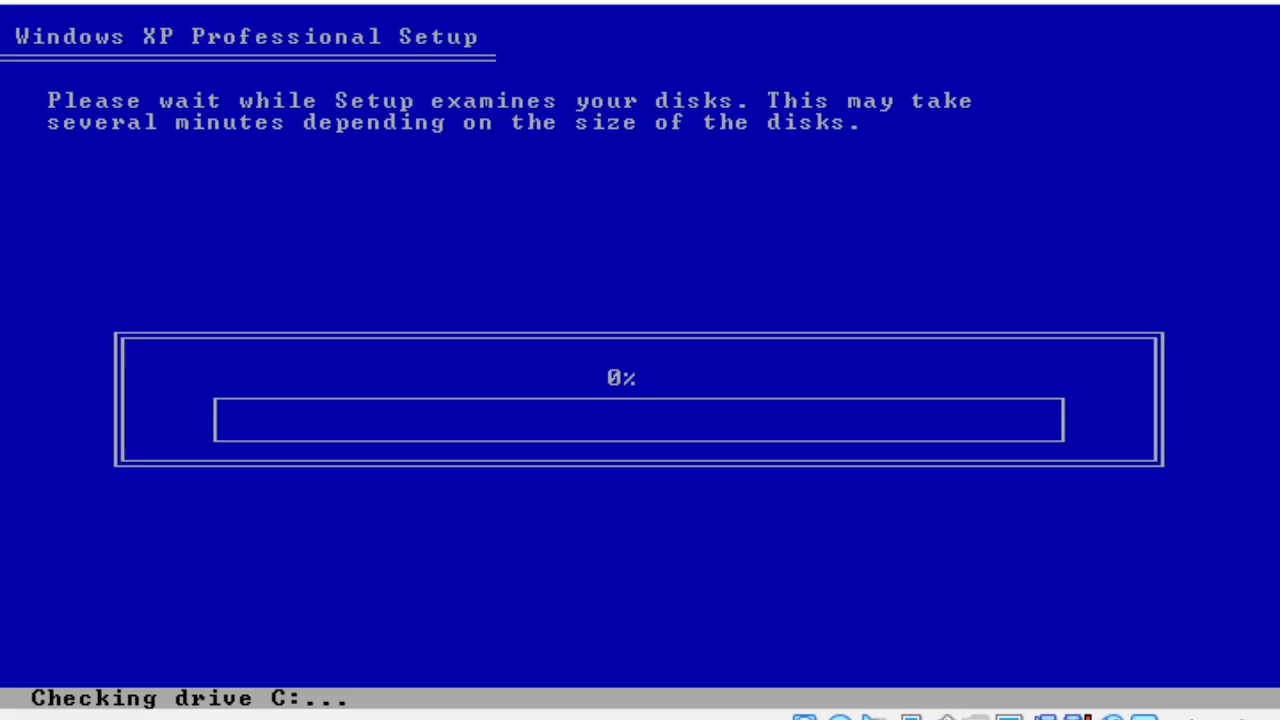 Windows XP Professional Setup
Please wait while Setup examines your disks. This may take
several minutes depending on the size of the disks.
0%
Checking drive C:...